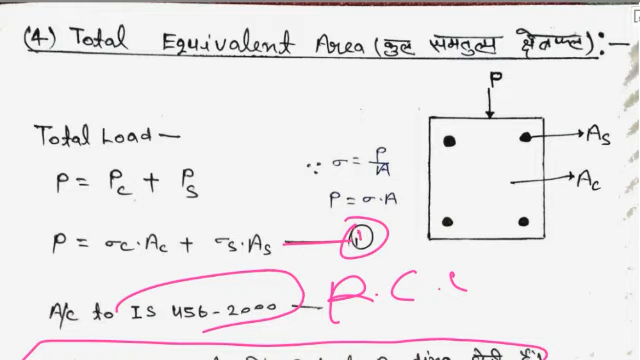 (4) Total Equivalent Area (कुल समतुल्य क्षेत्रफल) :-
P
Total Load —
As
∵ σ = P/A
P = Pc + Ps
Ac
P = σ·A
P = σc·Ac + σs·As — 1
R.C.C
A/c to IS 456-2000 —